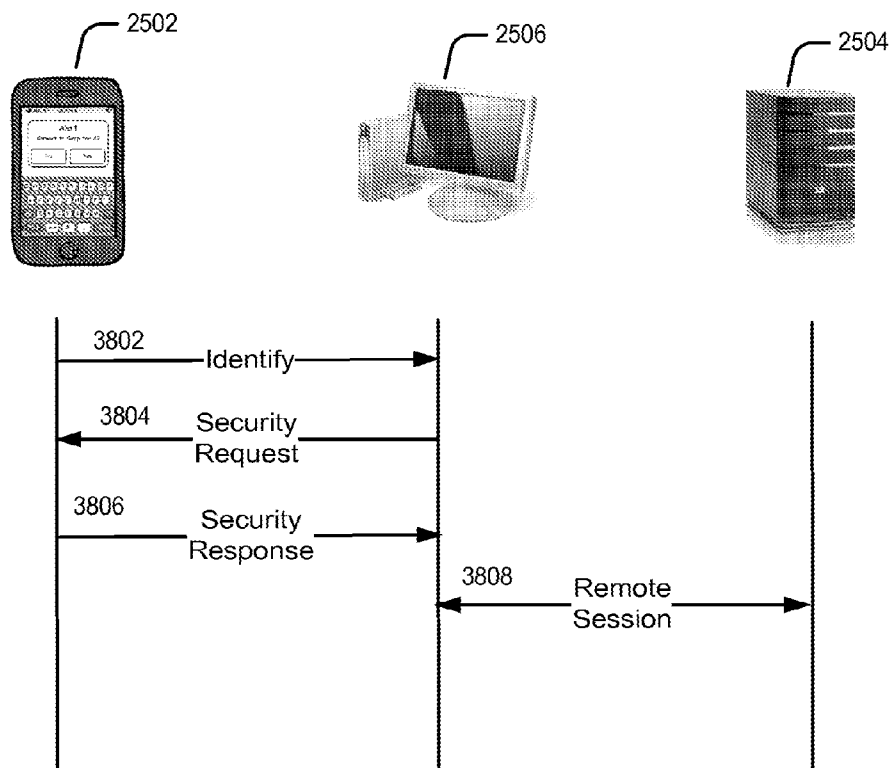 2502
2506
2504
3802
Identify
3804
Security
Request
3806
Security
Response
3808
Remote
Session